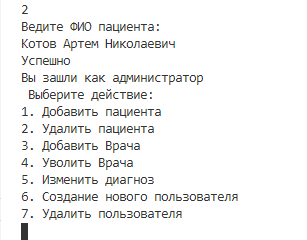 2
Ведите ФИО пациента:
Котов Артем Николаевич
Успешно
Вы зашли как администратор
Выберите действие:
1. Добавить пациента
2. Удалить пациента
3. Добавить Врача
4. Уволить Врача
5. Изменить диагноз
6. Создание нового пользователя
7. Удалить пользователя